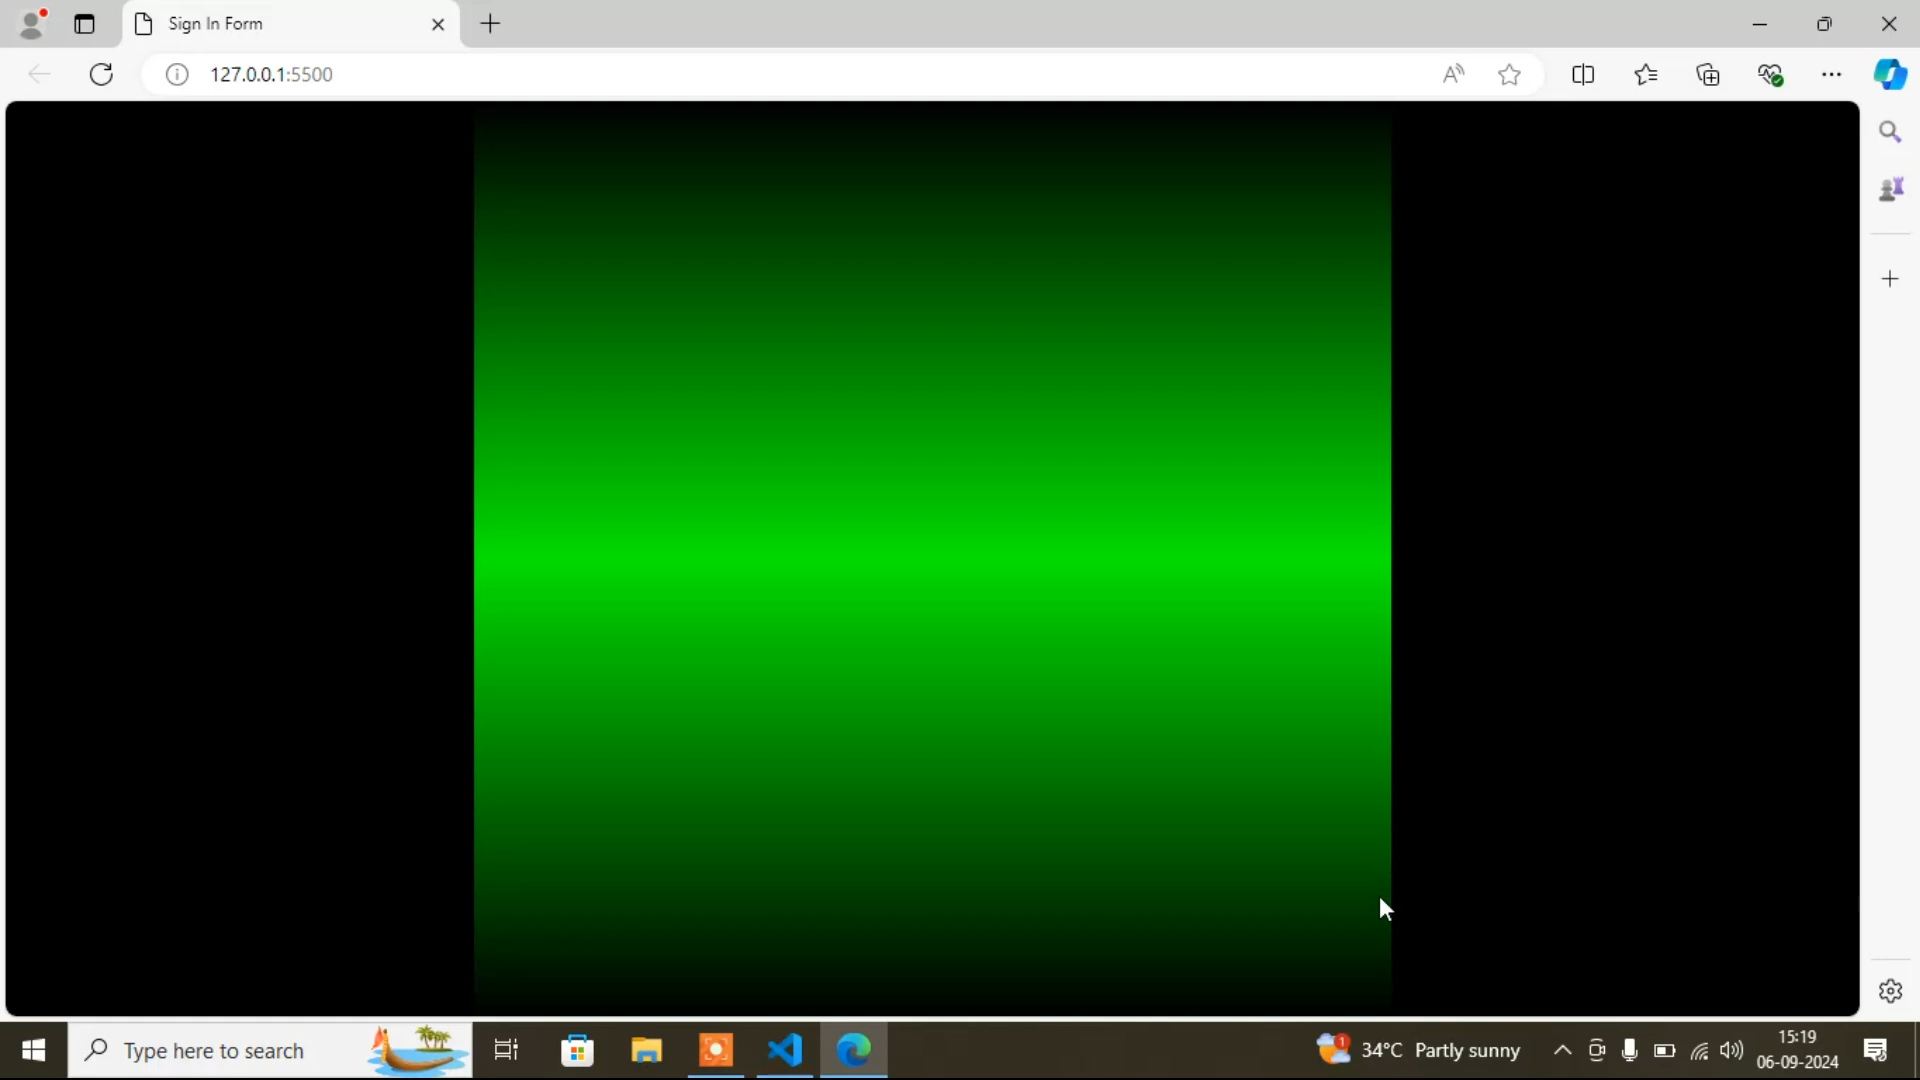 Sign In Form
127.0.0.1:5500
Type here to search
1
34°C Partly sunny
15:19
06-09-2024